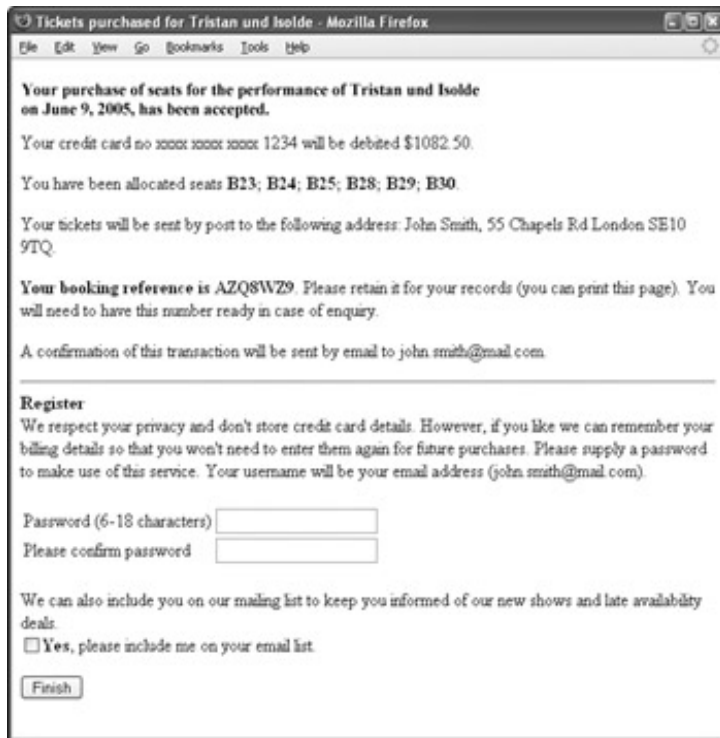 Tickets purchased for Tristan und Isolde - Mozilla Firefox
File Edit View Go Bookmarks Tools Help
Your purchase of seats for the performance of Tristan und Isolde
on June 9, 2005, has been accepted.
Your credit card no xxxx xxxx xxxx 1234 will be debited $1082.50.
You have been allocated seats B23; B24; B25; B28; B29; B30.
Your tickets will be sent by post to the following address: John Smith, 55 Chapels Rd London SE10
9TQ.
Your booking reference is AZQ8WZ9. Please retain it for your records (you can print this page). You
will need to have this number ready in case of enquiry.
A confirmation of this transaction will be sent by email to john.smith@mail.com.
Register
We respect your privacy and don't store credit card details. However, if you like we can remember your
billing details so that you won't need to enter them again for future purchases. Please supply a password
to make use of this service. Your username will be your email address (john.smith@mail.com).
Password (6-18 characters)
Please confirm password
We can also include you on our mailing list to keep you informed of our new shows and late availability
deals.
Yes, please include me on your email list.
Finish